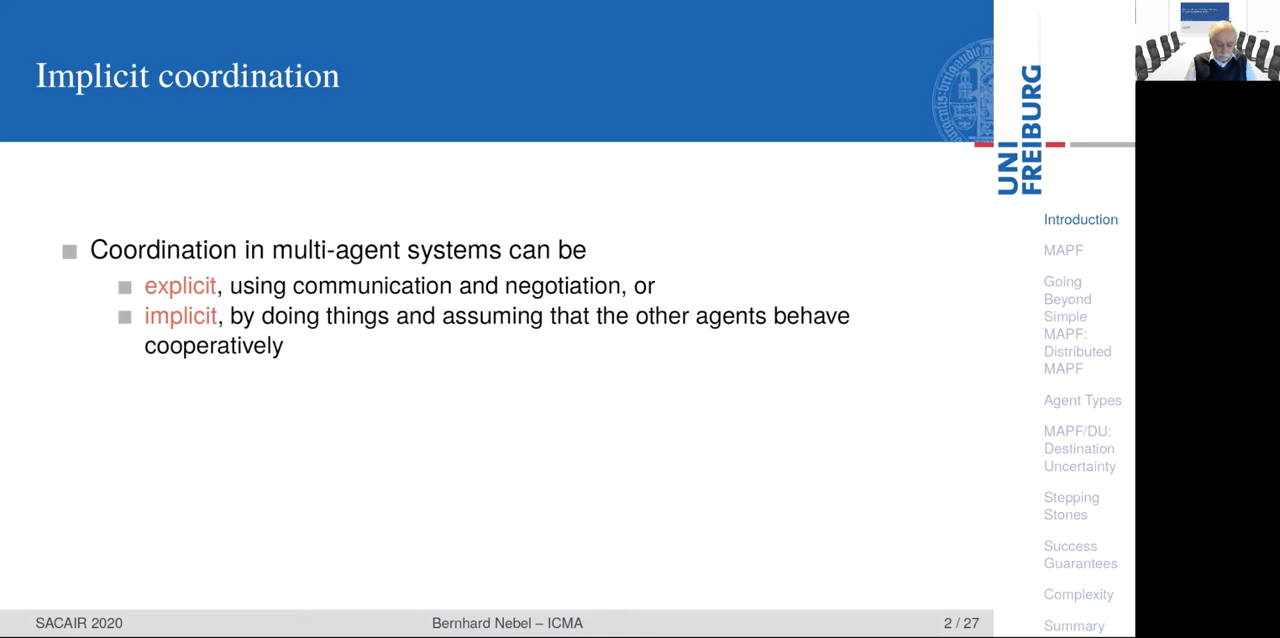 Implicit coordination
UNI
FREIBURG
Coordination in multi-agent systems can be
explicit, using communication and negotiation, or
implicit, by doing things and assuming that the other agents behave
cooperatively
Introduction
MAPF
Going
Beyond
Simple
MAPF:
Distributed
MAPF
Agent Types
MAPF/DU:
Destination
Uncertainty
Stepping
Stones
Success
Guarantees
Complexity
Summary
SACAIR 2020
Bernhard Nebel – ICMA
2 / 27